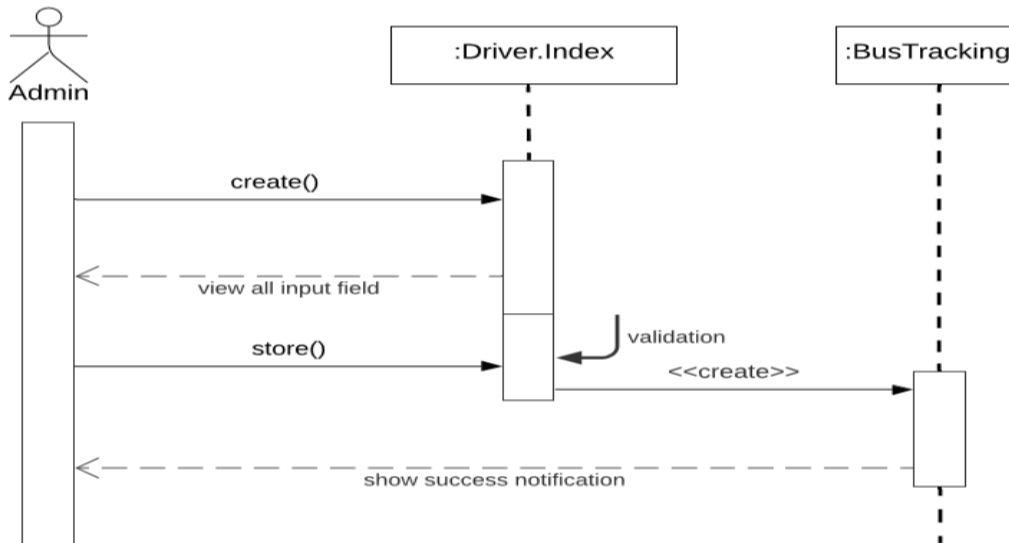 :Driver.Index
:BusTracking
Admin
create()
view all input field
store()
validation
<<create>>
show success notification